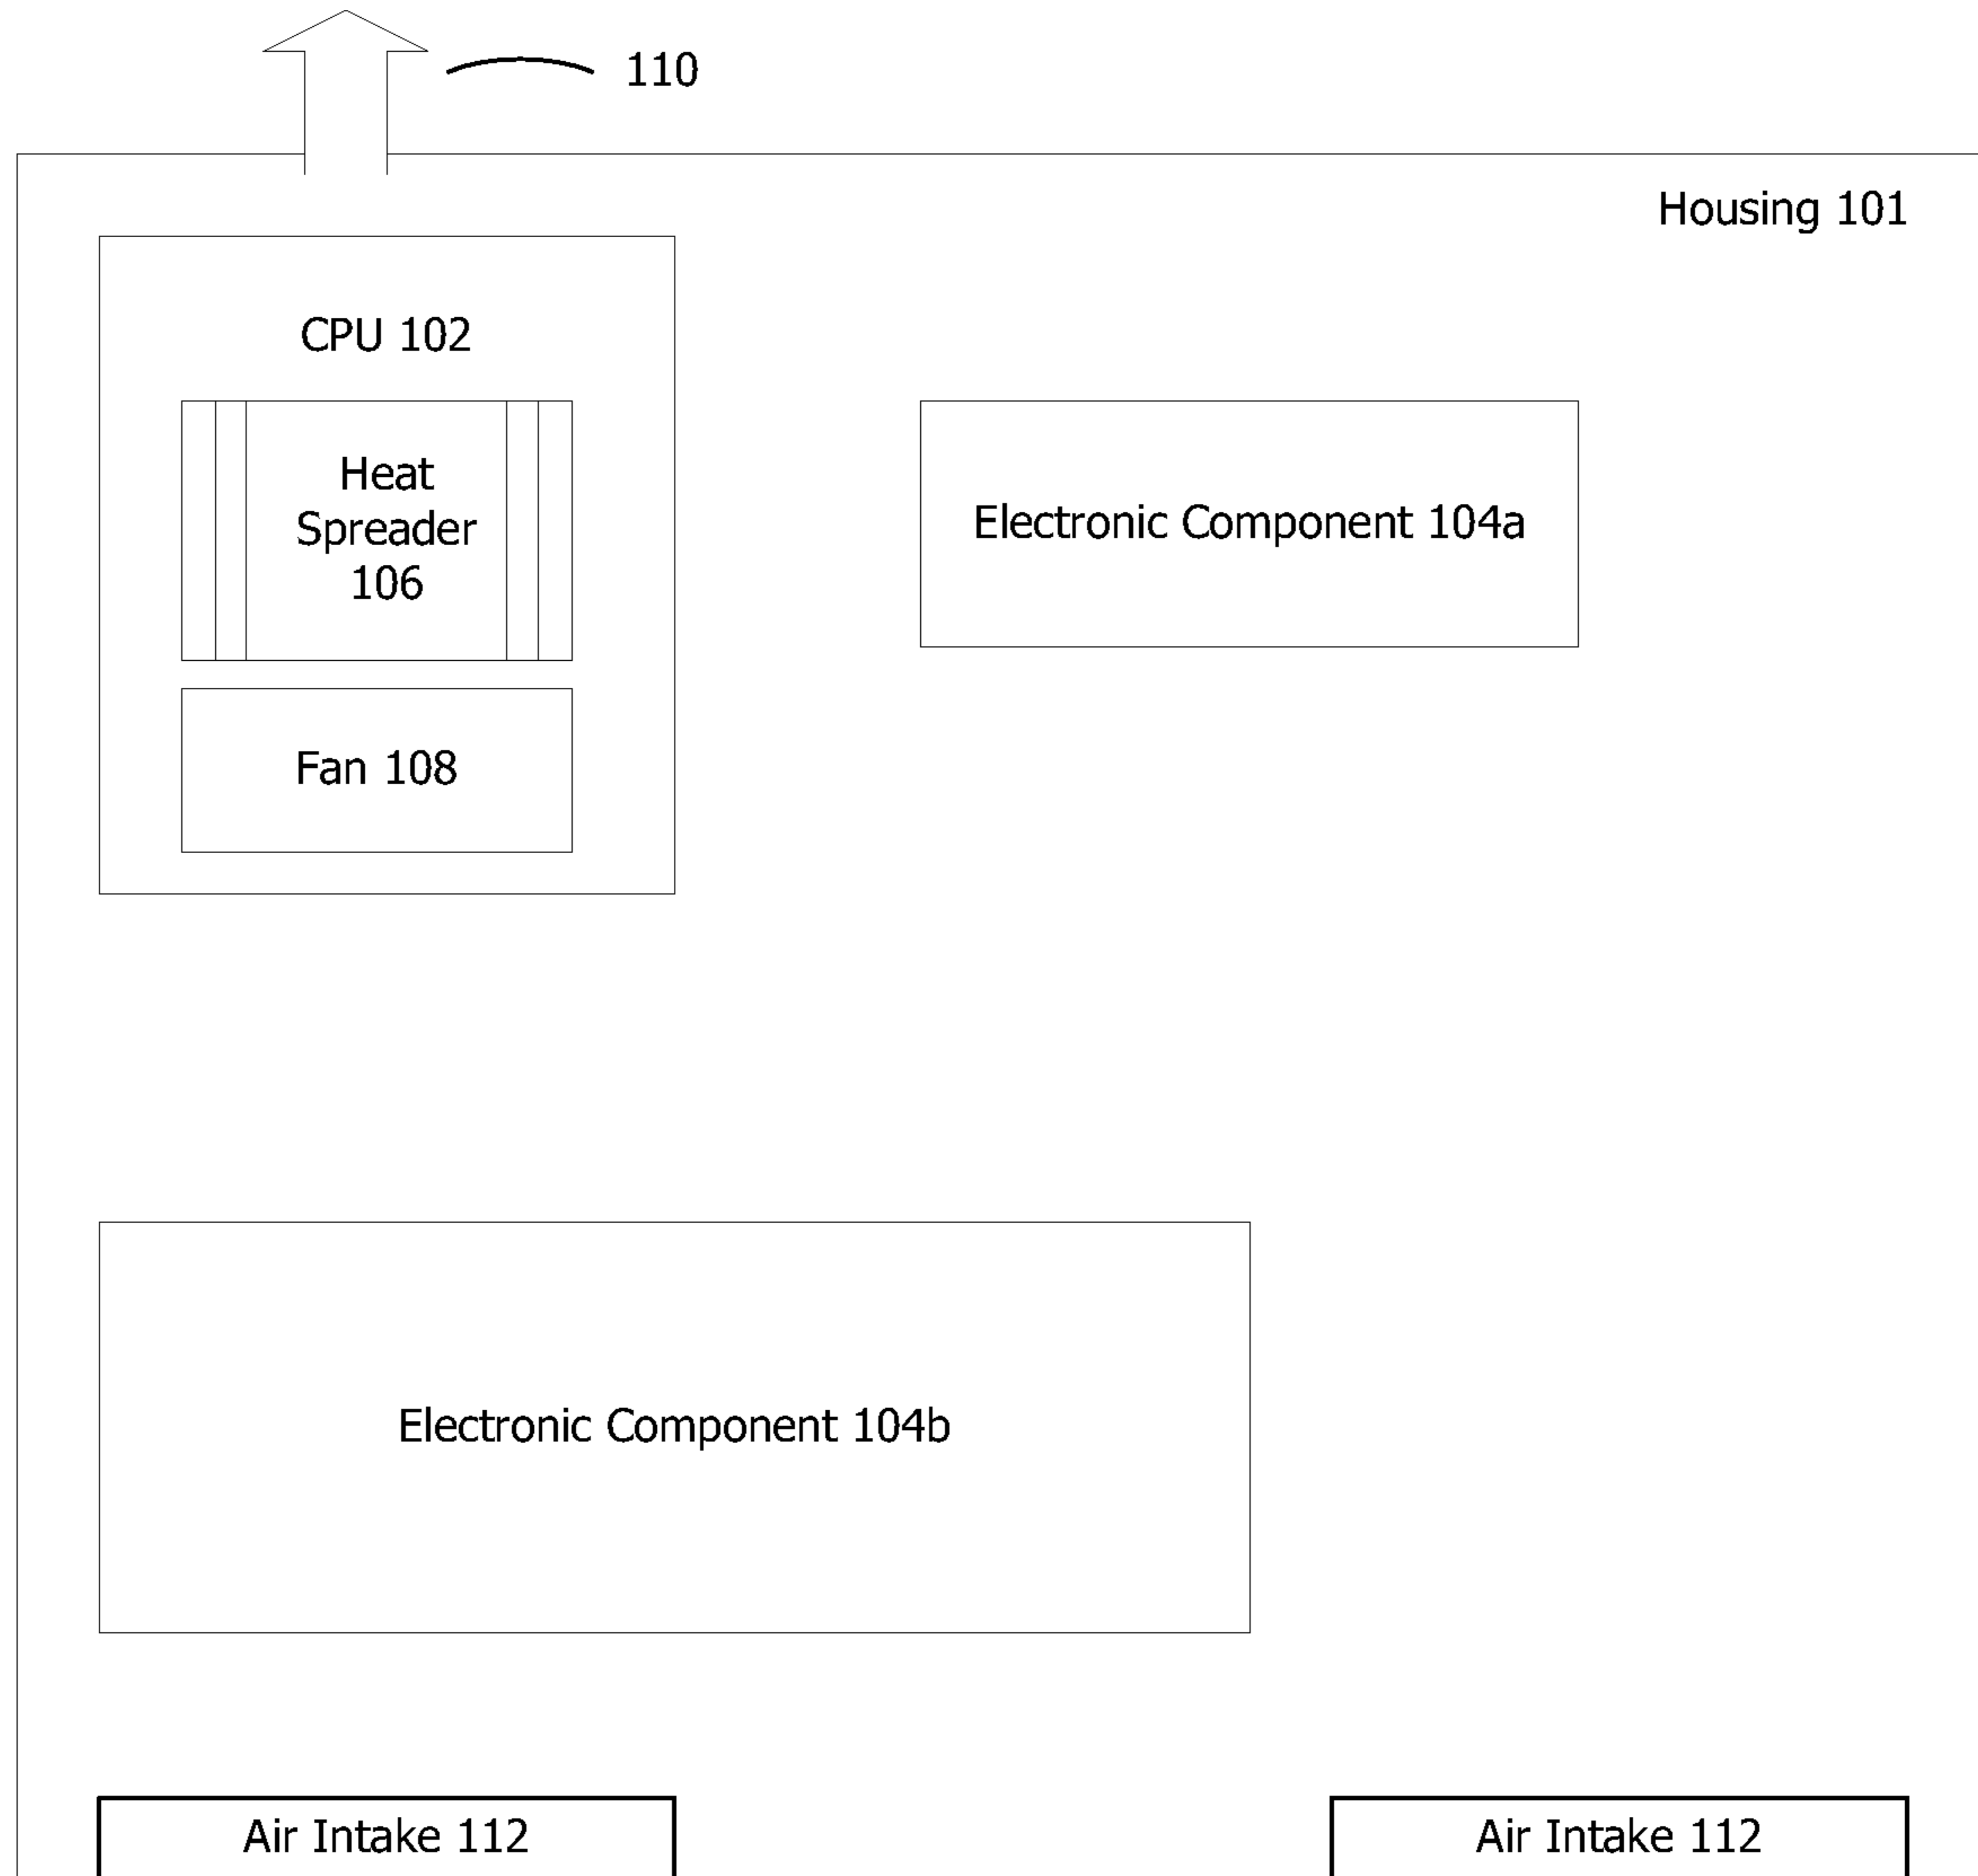 110
Housing 101
CPU 102
Heat
Spreader
106
Electronic Component 104a
Fan 108
Electronic Component 104b
Air Intake 112
Air Intake 112